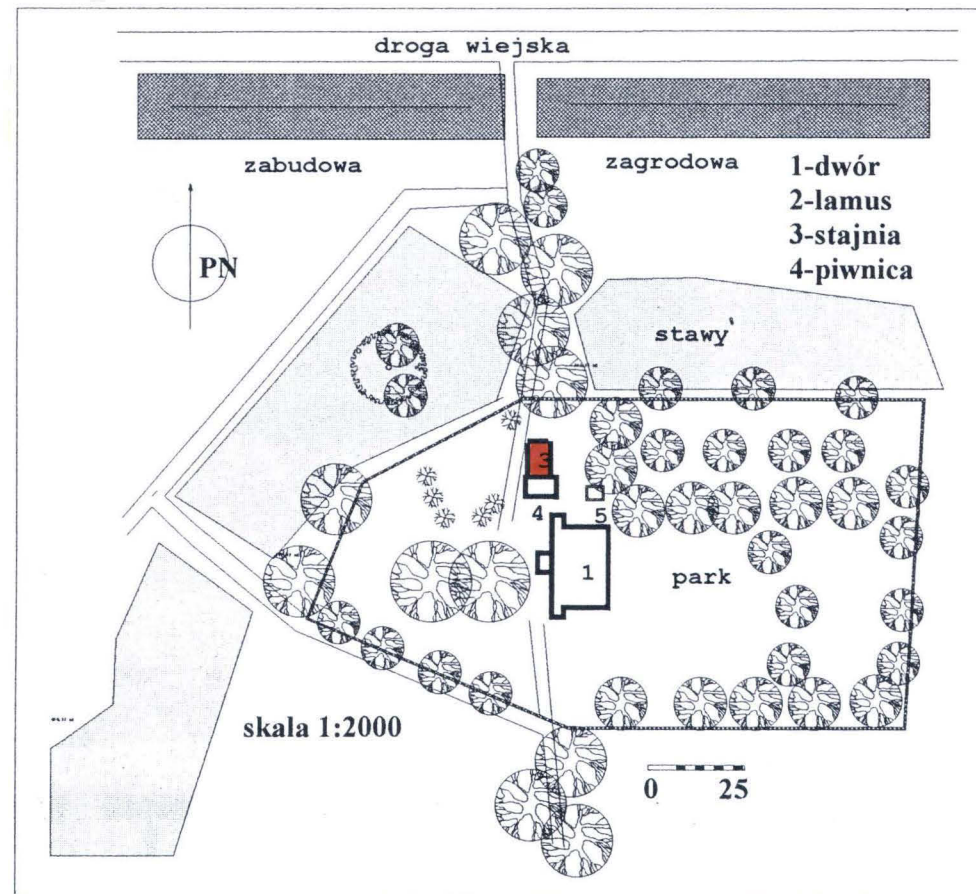 droga wiejska
zabudowa
zagrodowa
1-dwór
2-lamus
3-stajnia
4-piwnica
PN
stawy
3
4
5
1
park
skala 1:2000
0 25